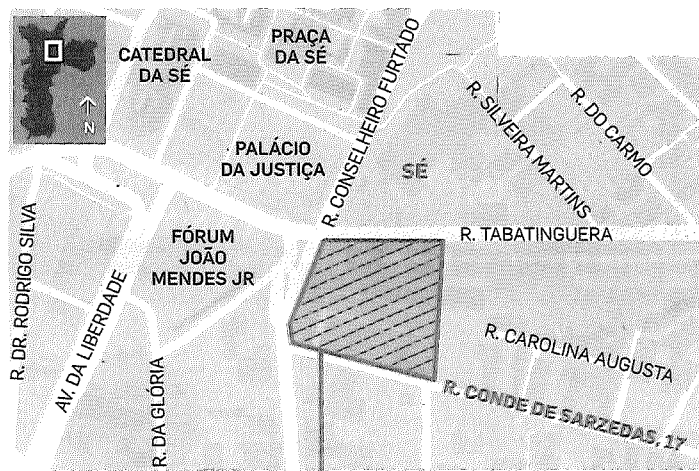 N
CATEDRAL
DA SÉ
PRAÇA
DA SÉ
R. CONSELHEIRO FURTADO
R. SILVEIRA MARTINS
R. DO CARMO
PALÁCIO
DA JUSTIÇA
SÉ
R. DR. RODRIGO SILVA
AV. DA LIBERDADE
FÓRUM
JOÃO
MENDES JR
R. TABATINGUERA
R. DA GLÓRIA
R. CAROLINA AUGUSTA
R. CONDE DE SARZEDAS, 17